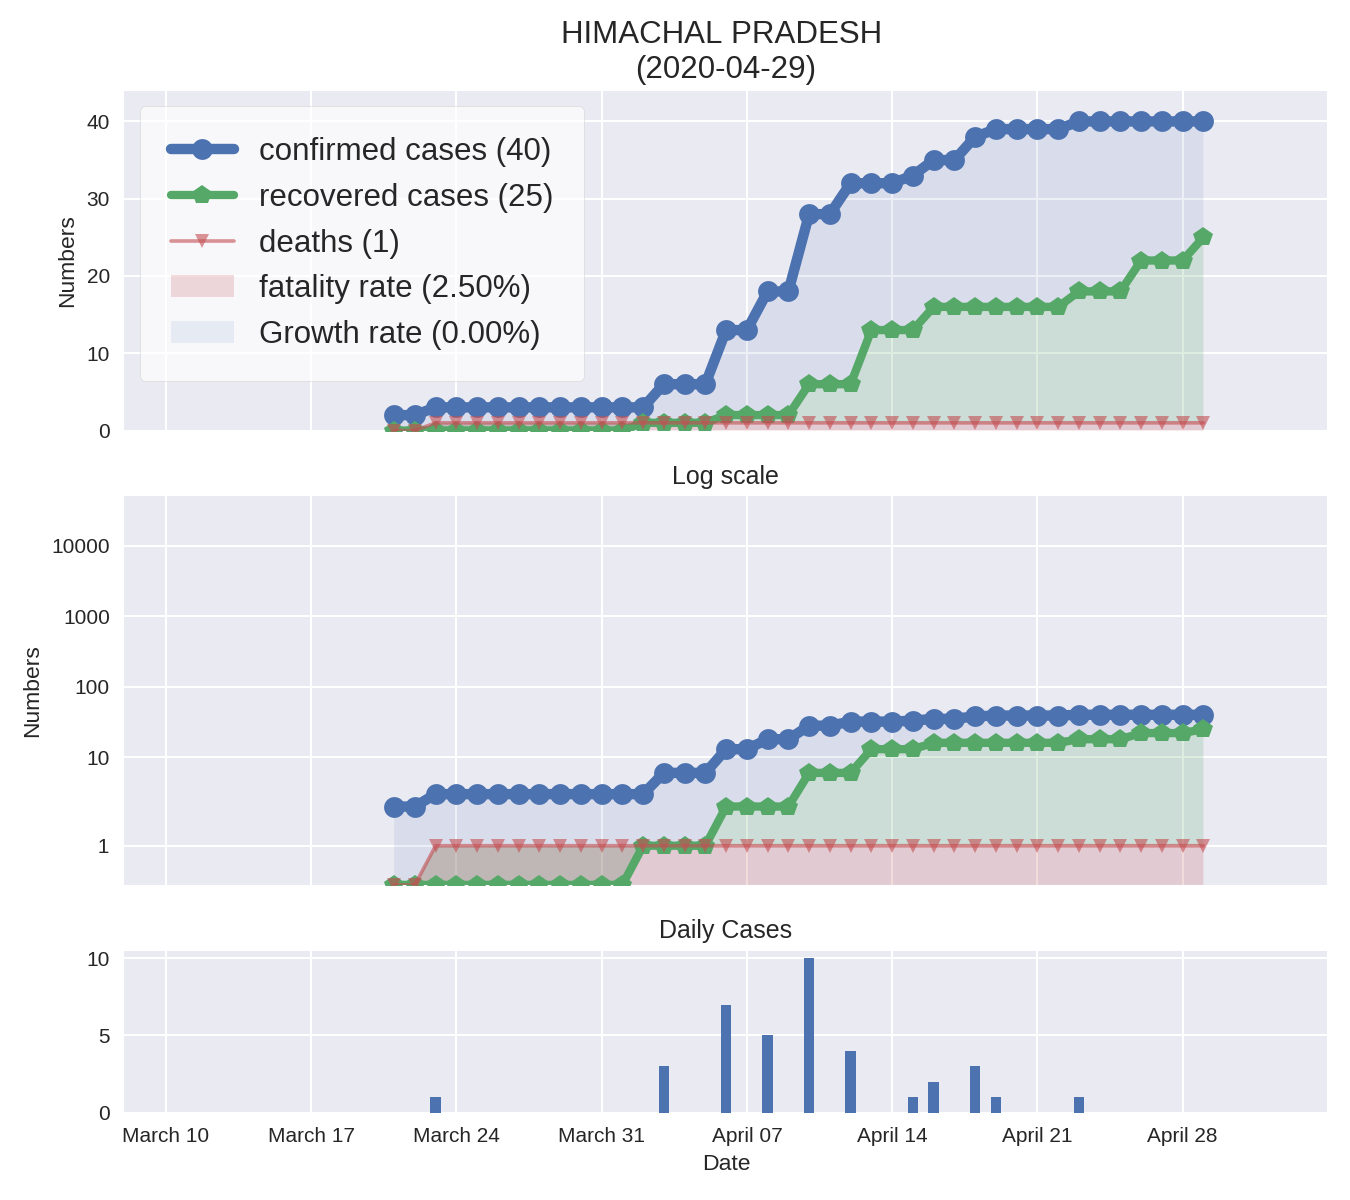 HIMACHAL PRADESH
(2020-04-29)
40
30
20
10
0
Numbers
confirmed cases (40)
recovered cases (25)
deaths (1)
fatality rate (2.50%)
Growth rate (0.00%)
Log scale
10000
1000
100
10
1
Numbers
Daily Cases
10
5
0
March 10 March 17 March 24 March 31 April 07 April 14 April 21 April 28
Date